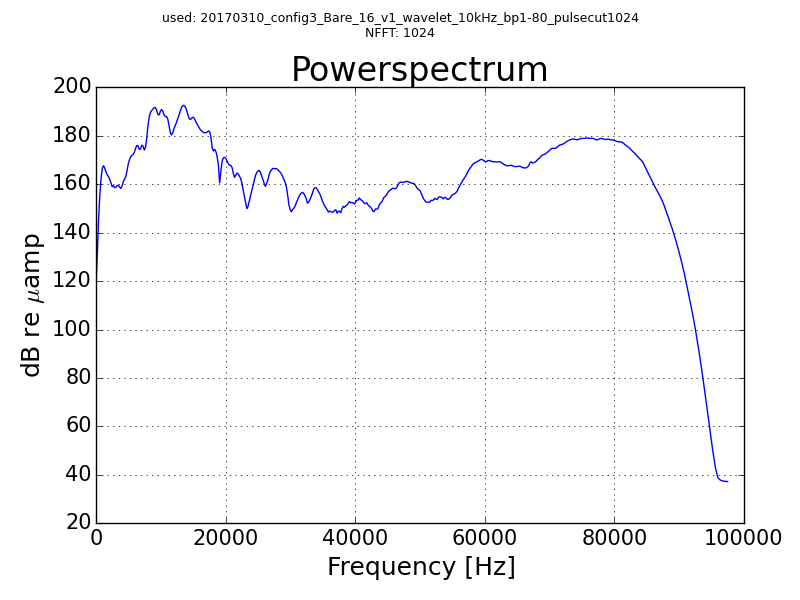 used: 20170310_config3_Bare_16_v1_wavelet_10kHz_bp1-80_pulsecut1024
NFFT: 1024
Powerspectrum
200
180
160
140
120
100
80
60
40
20
dB re μamp
0 20000 40000 60000 80000 100000
Frequency [Hz]